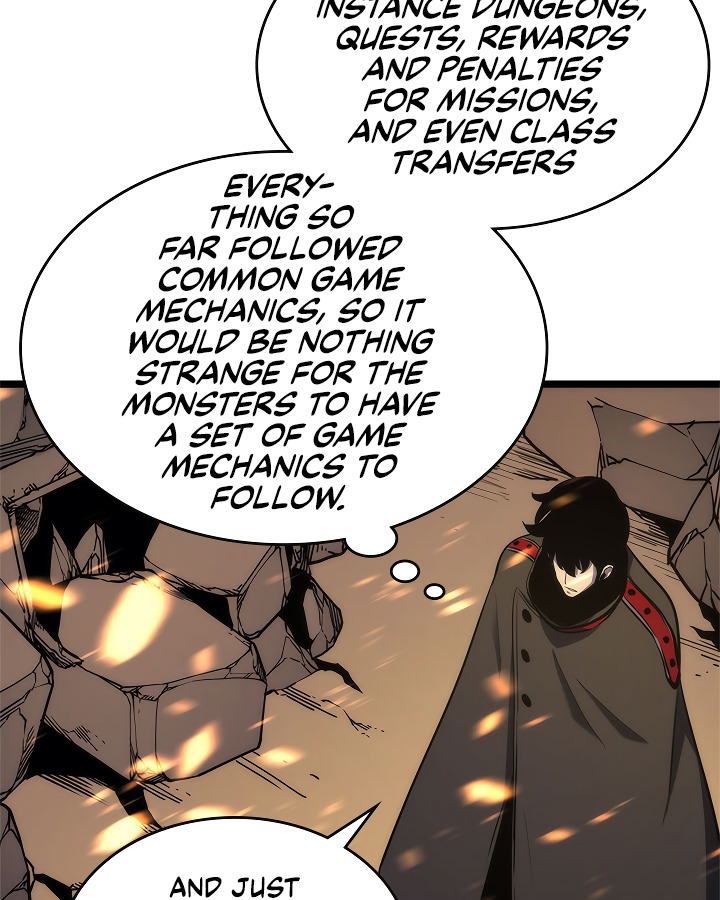 INSTANCE DUNGEONS,
QUESTS, REWARDS
AND PENALTIES
FOR MISSIONS,
AND EVEN CLASS
TRANSFERS
EVERY-
THING SO
FAR FOLLOWED
COMMON GAME
MECHANICS, SO IT
WOULD BE NOTHING
STRANGE FOR THE
MONSTERS TO HAVE
A SET OF GAME
MECHANICS TO
FOLLOW.
AND JUST